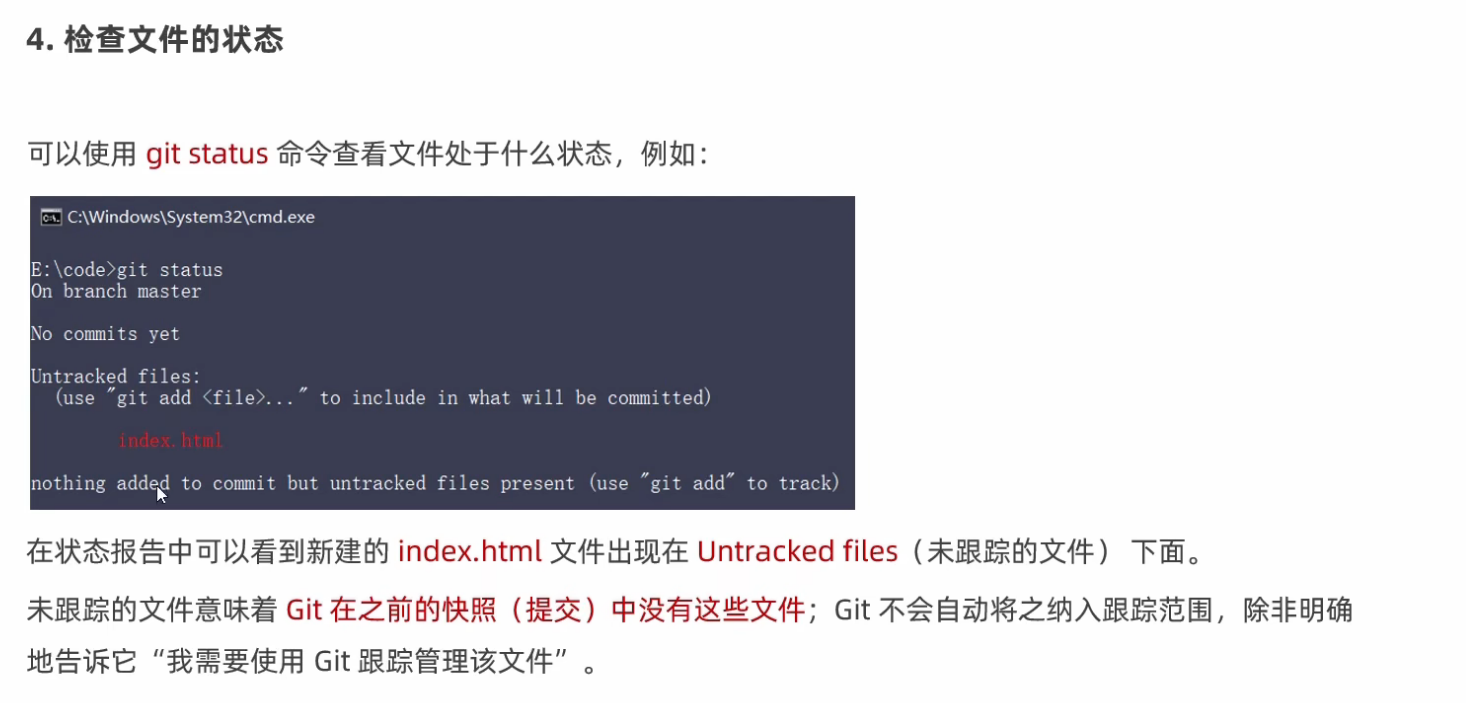 4. 检查文件的状态
可以使用 git status 命令查看文件处于什么状态，例如：
C:\Windows\System32\cmd.exe
E:\code>git status
On branch master
No commits yet
Untracked files:
(use "git add <file>..." to include in what will be committed)
index.html
nothing added to commit but untracked files present (use "git add" to track)
在状态报告中可以看到新建的 index.html 文件出现在 Untracked files（未跟踪的文件） 下面。
未跟踪的文件意味着 Git 在之前的快照（提交）中没有这些文件；Git 不会自动将之纳入跟踪范围，除非明确
地告诉它“我需要使用 Git 跟踪管理该文件”。